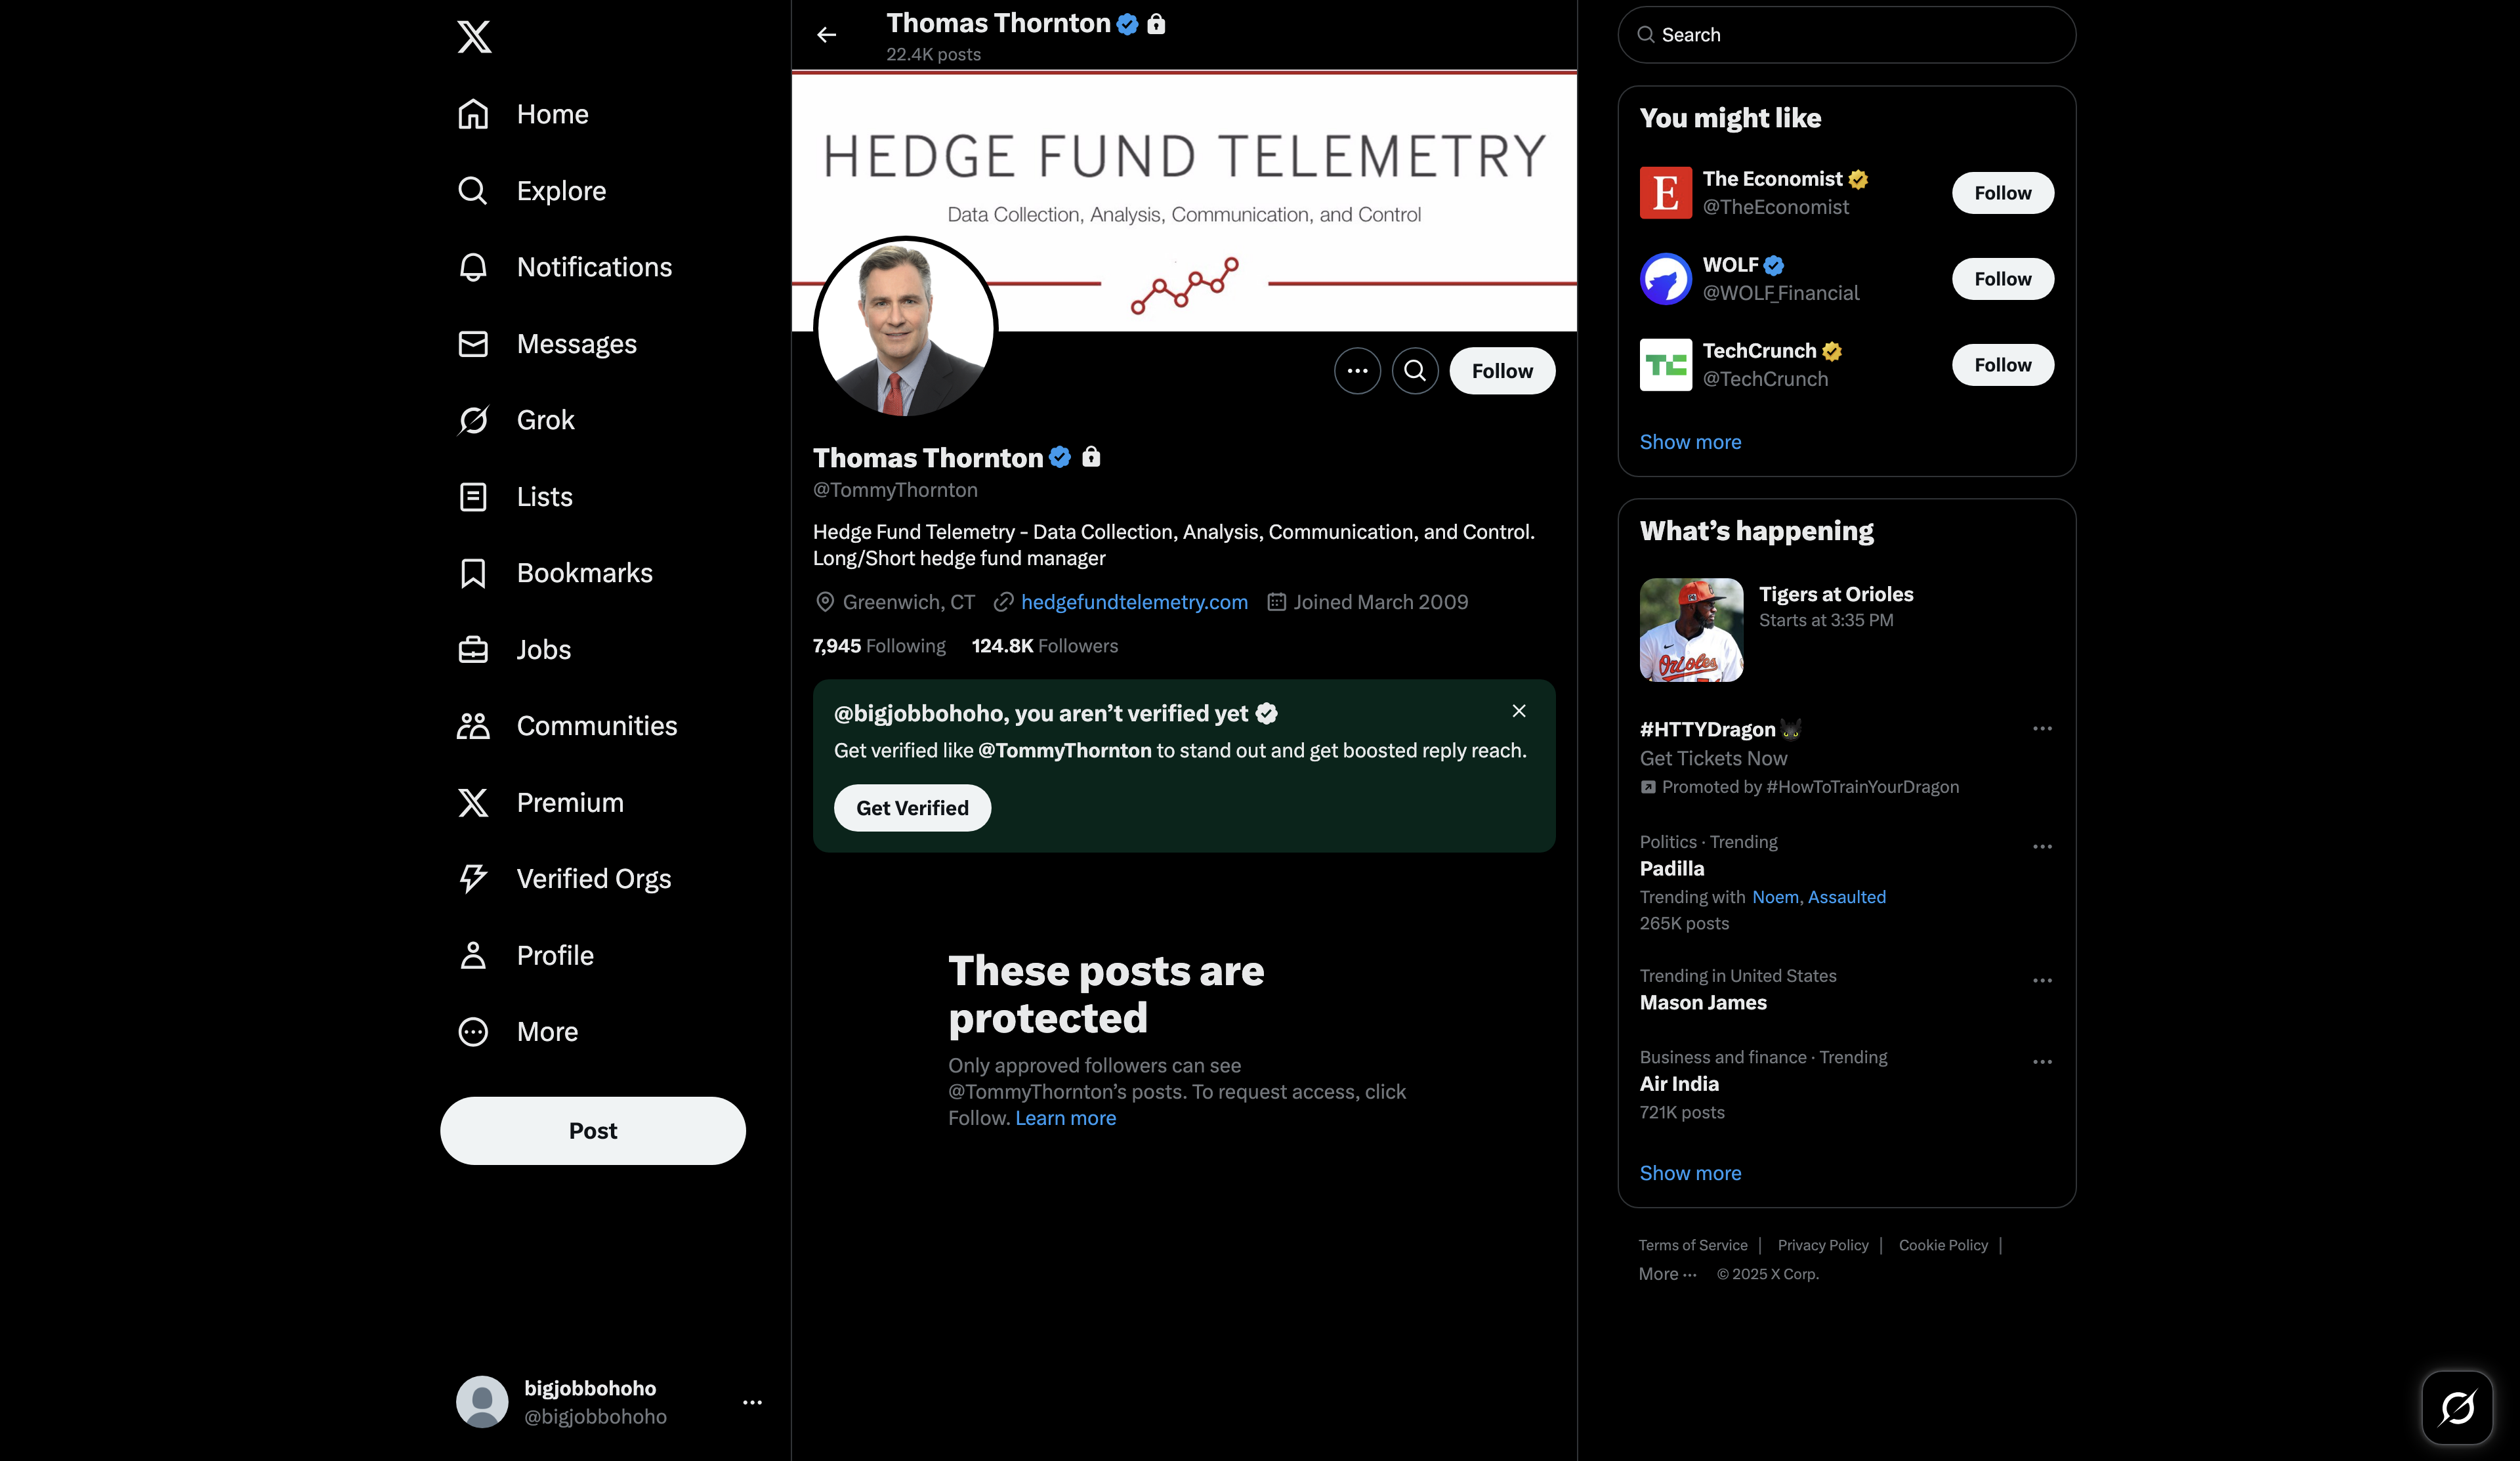 Home
Explore
Notifications
Messages
Grok
Lists
Bookmarks
Jobs
Communities
Premium
Verified Orgs
Profile
More
Post
bigjobbohoho
@bigjobbohoho
Thomas Thornton
22.4K posts
HEDGE FUND TELEMETRY
Data Collection, Analysis, Communication, and Control
Follow
Thomas Thornton
@TommyThornton
Hedge Fund Telemetry - Data Collection, Analysis, Communication, and Control.
Long/Short hedge fund manager
Greenwich, CT hedgefundtelemetry.com Joined March 2009
7,945 Following 124.8K Followers
@bigjobbohoho, you aren’t verified yet
Get verified like @TommyThornton to stand out and get boosted reply reach.
Get Verified
These posts are
protected
Only approved followers can see
@TommyThornton’s posts. To request access, click
Follow. Learn more
Search
You might like
The Economist
@TheEconomist
Follow
WOLF
@WOLF_Financial
Follow
TechCrunch
@TechCrunch
Follow
Show more
What’s happening
Tigers at Orioles
Starts at 3:35 PM
Orioles
#HTTYDragon
Get Tickets Now
Promoted by #HowToTrainYourDragon
Politics · Trending
Padilla
Trending with Noem, Assaulted
265K posts
Trending in United States
Mason James
Business and finance · Trending
Air India
721K posts
Show more
Terms of Service | Privacy Policy | Cookie Policy |
More ··· © 2025 X Corp.